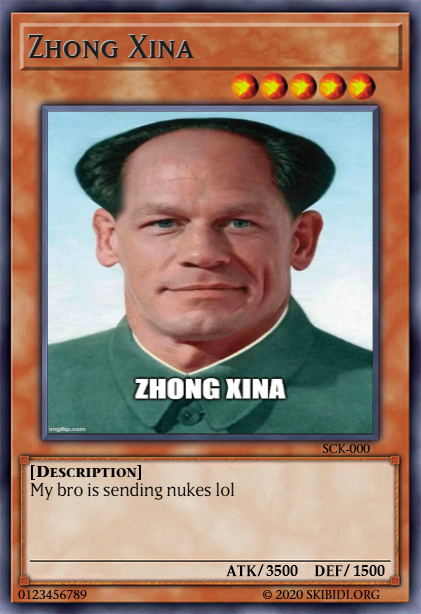 Zhong Xina
ZHONG XINA
imgflip.com
SCK-000
[Description]
My bro is sending nukes lol
ATK/3500 DEF/1500
0123456789
© 2020 SKIBIDI.ORG